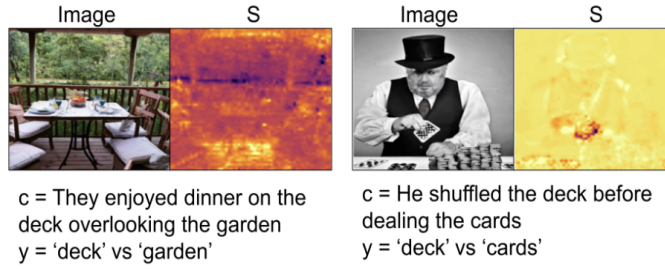 Image S
c = They enjoyed dinner on the
deck overlooking the garden
y = ‘deck’ vs ‘garden’
Image S
c = He shuffled the deck before
dealing the cards
y = ‘deck’ vs ‘cards’